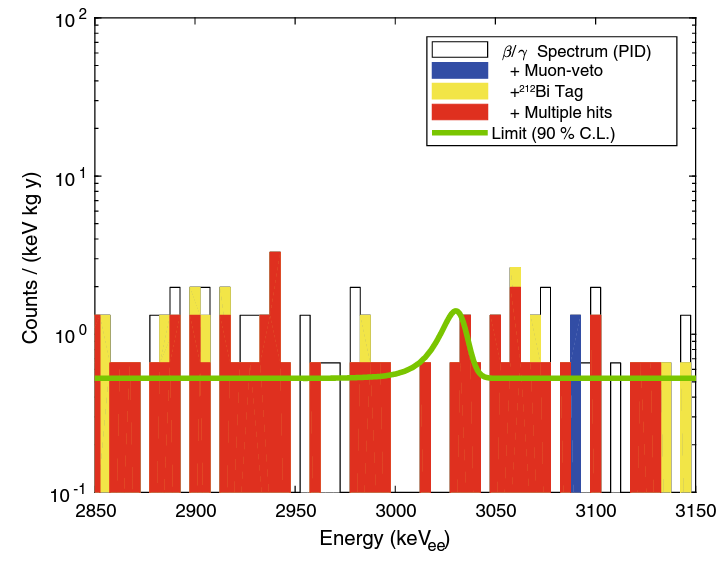 10²
β/γ Spectrum (PID)
+ Muon-veto
+²¹²Bi Tag
+ Multiple hits
Limit (90 % C.L.)
10¹
Counts / (keV kg y)
10⁰
10⁻¹
2850 2900 2950 3000 3050 3100 3150
Energy (keVₑₑ)